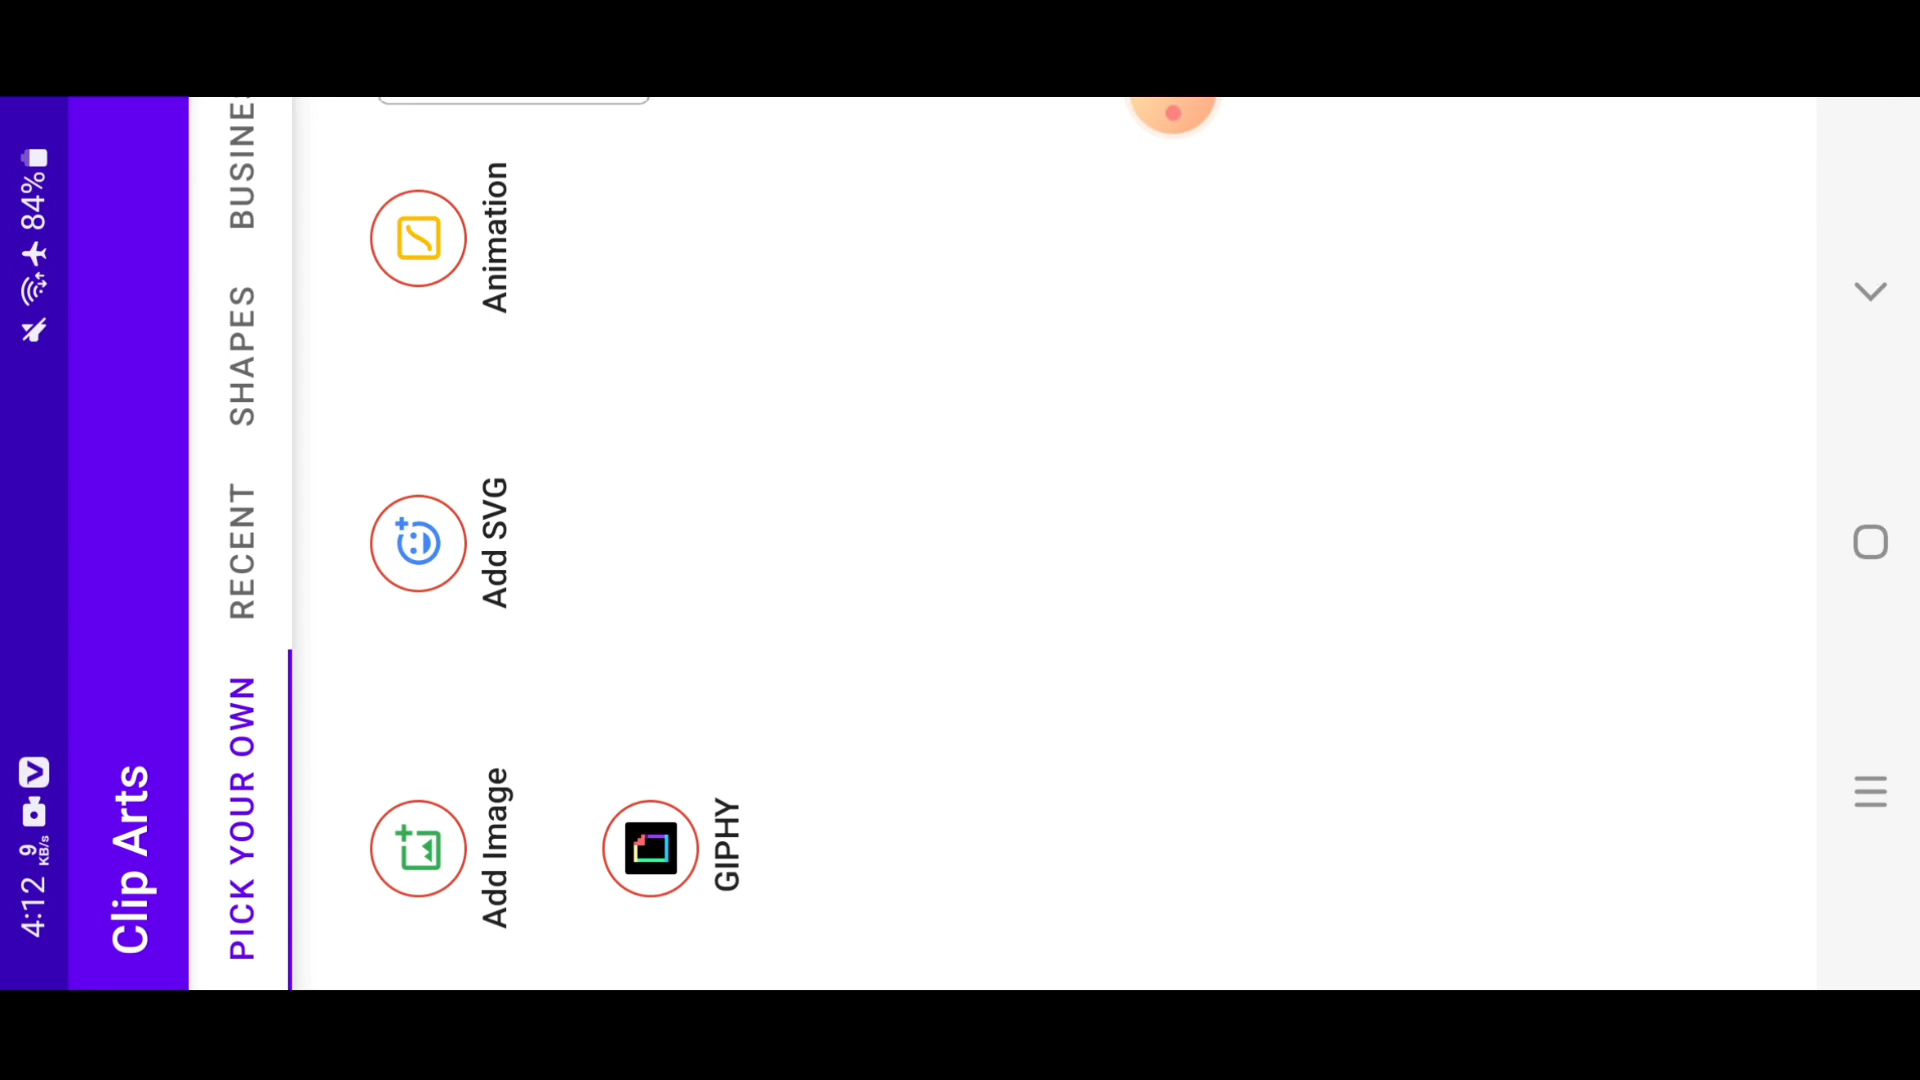 4:12 9 KB/s 84%
Clip Arts
PICK YOUR OWN RECENT SHAPES
Add Image Add SVG Animation
GIPHY